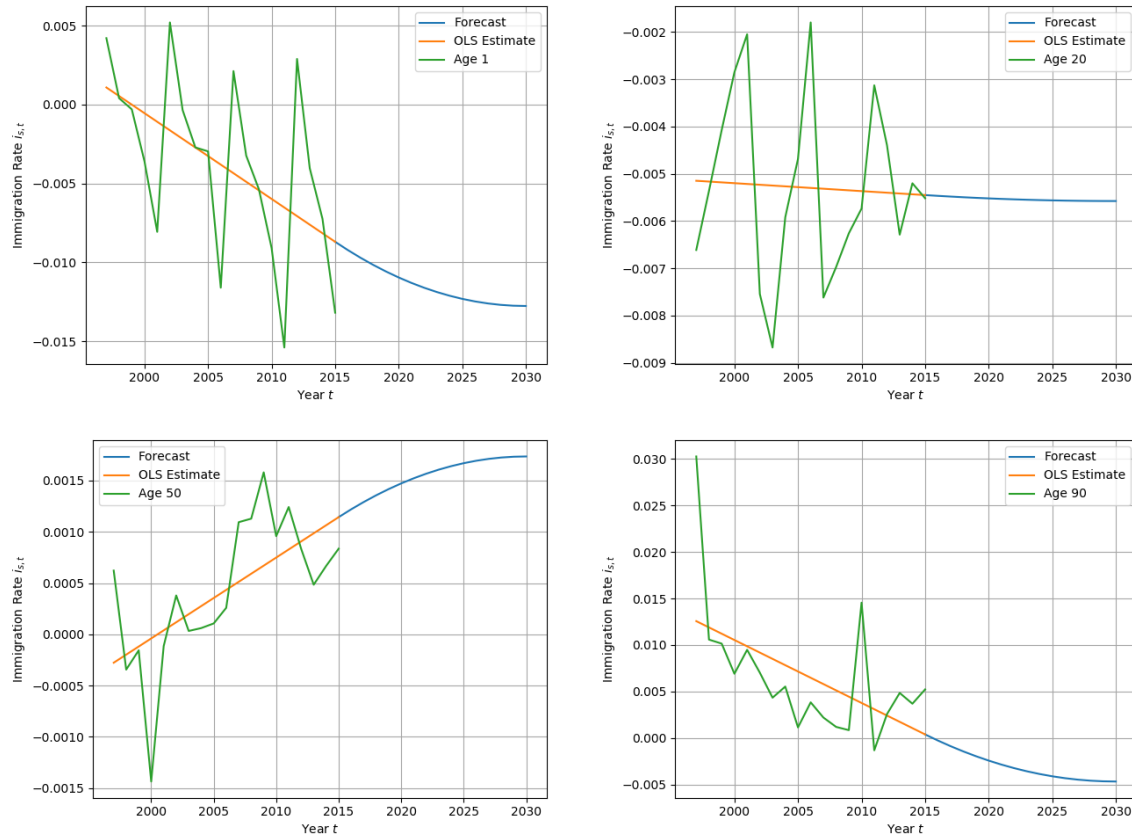 0.005
0.000
−0.005
−0.010
−0.015
Immigration Rate i_{s,t}
2000 2005 2010 2015 2020 2025 2030
Year t
Forecast
OLS Estimate
Age 1
−0.002
−0.003
−0.004
−0.005
−0.006
−0.007
−0.008
−0.009
Immigration Rate i_{s,t}
2000 2005 2010 2015 2020 2025 2030
Year t
Forecast
OLS Estimate
Age 20
0.0015
0.0010
0.0005
0.0000
−0.0005
−0.0010
−0.0015
Immigration Rate i_{s,t}
2000 2005 2010 2015 2020 2025 2030
Year t
Forecast
OLS Estimate
Age 50
0.030
0.025
0.020
0.015
0.010
0.005
0.000
−0.005
Immigration Rate i_{s,t}
2000 2005 2010 2015 2020 2025 2030
Year t
Forecast
OLS Estimate
Age 90